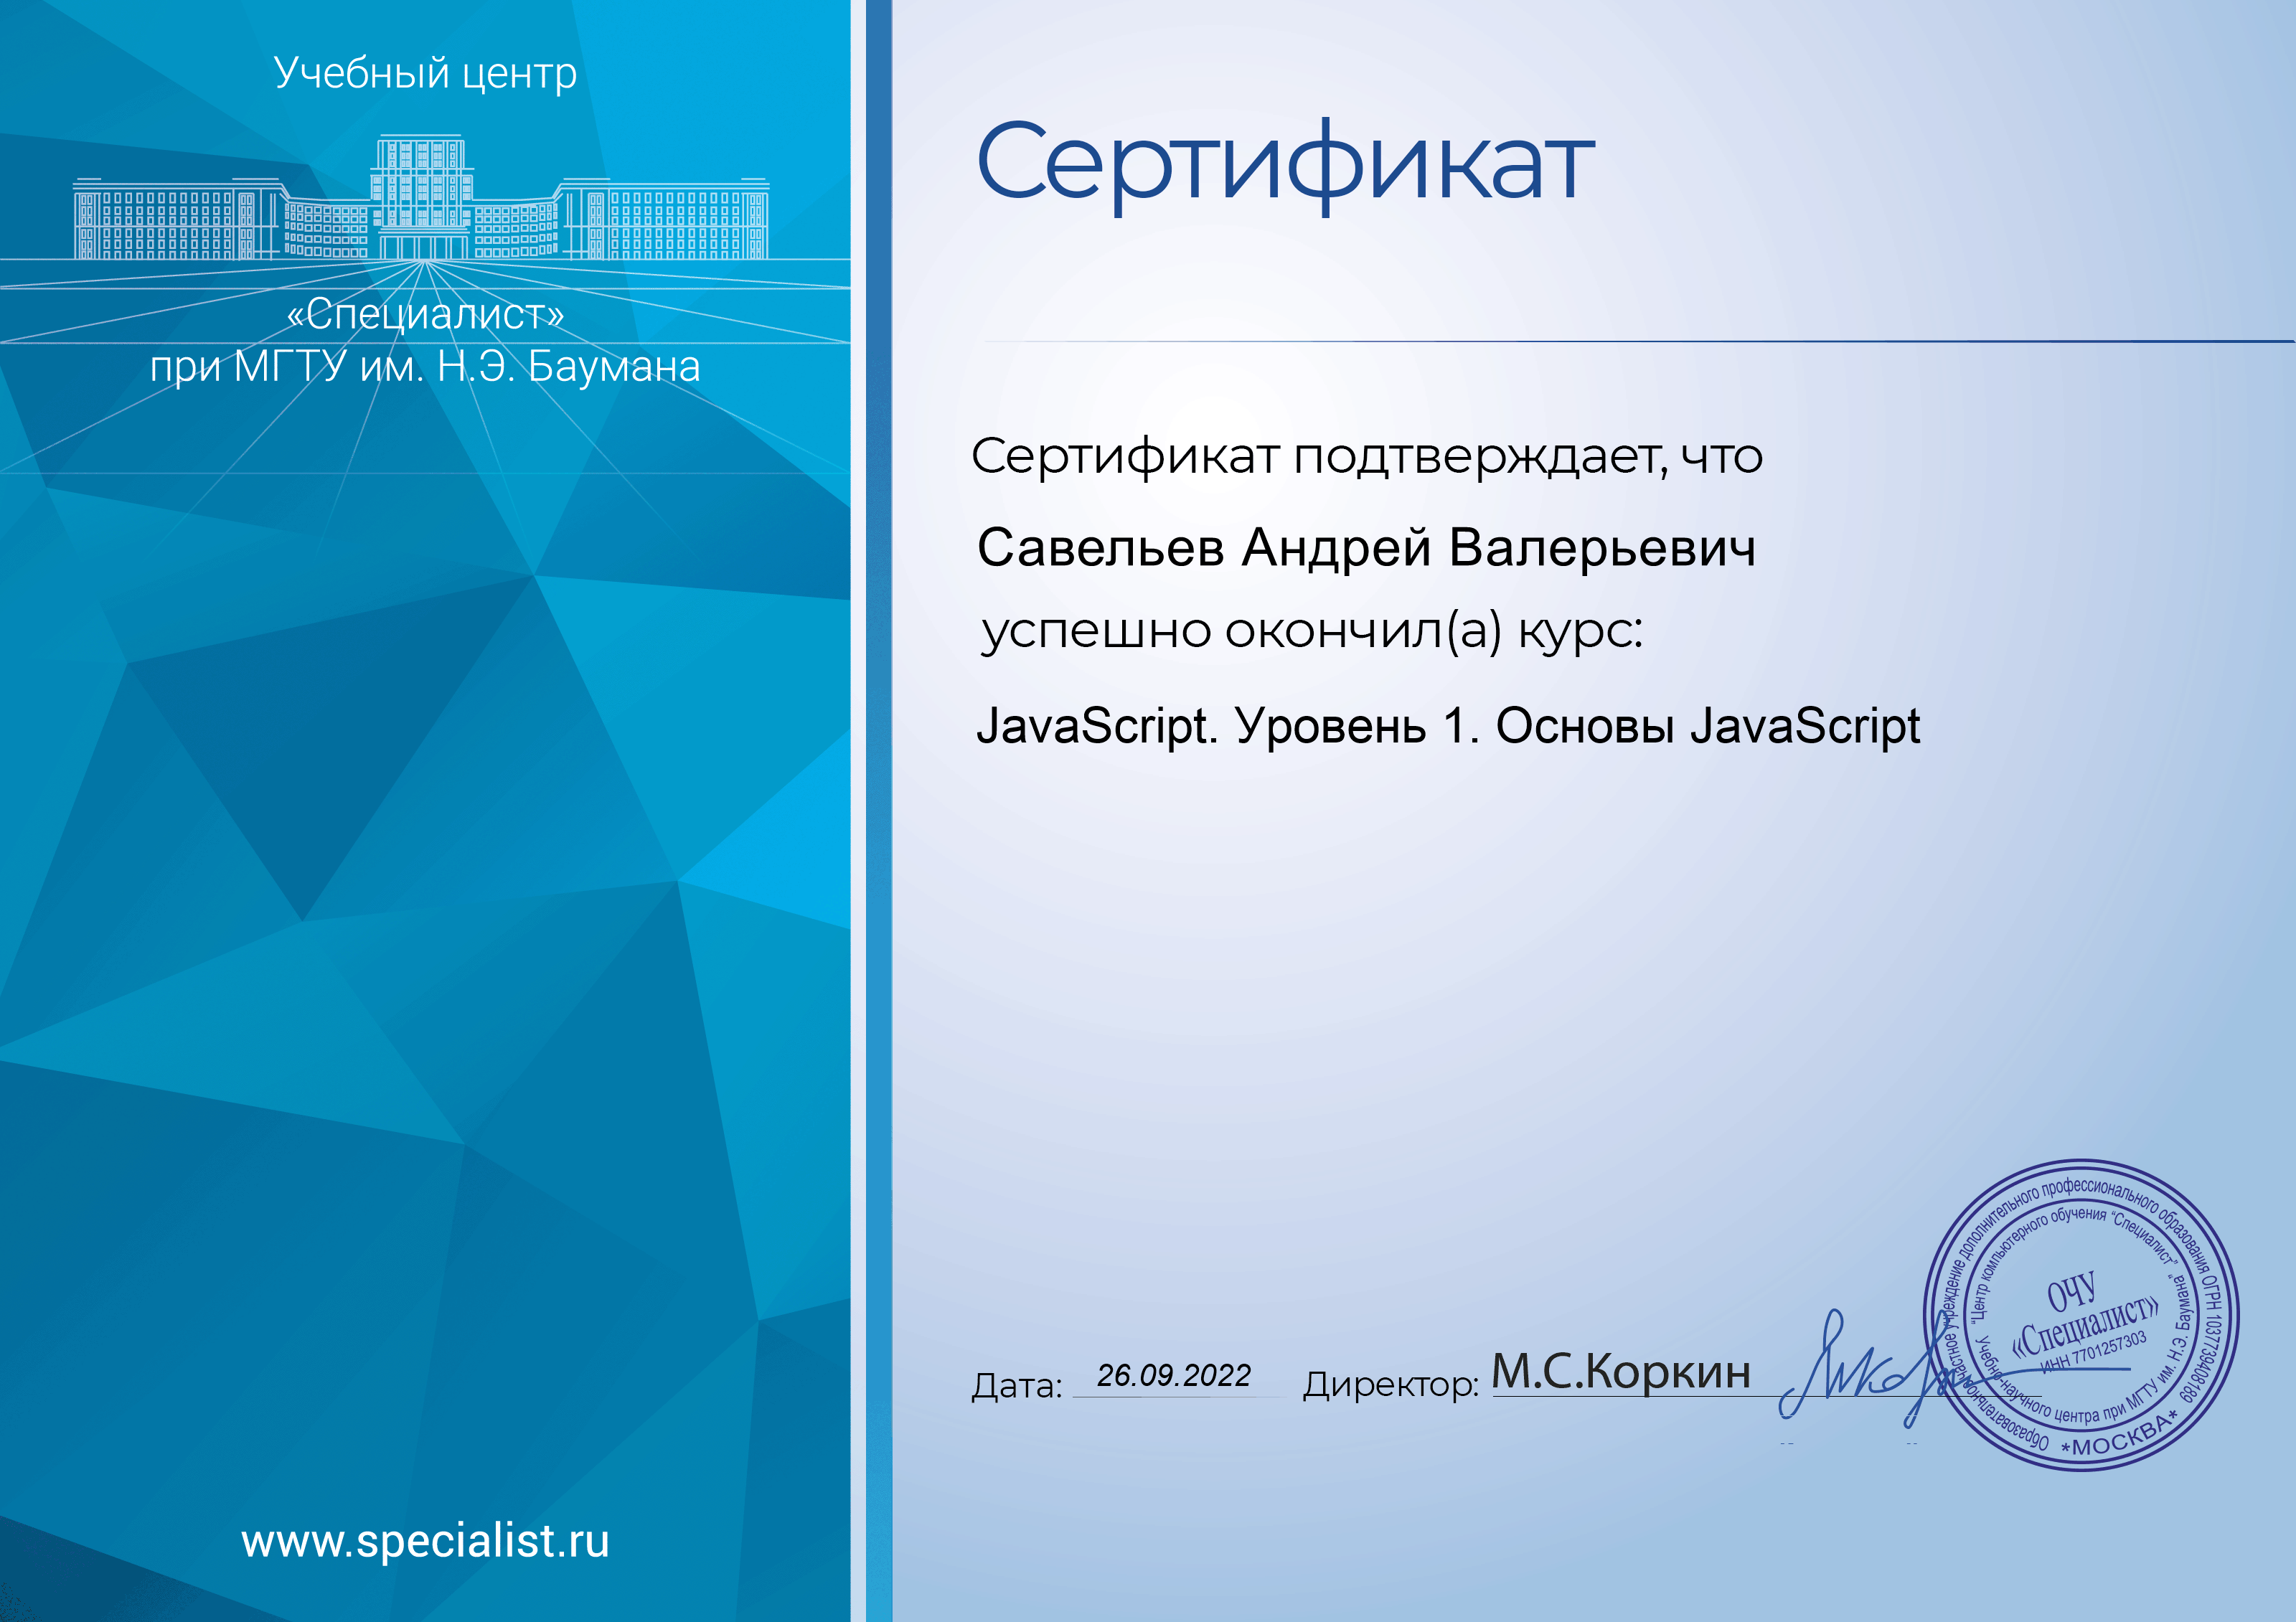 Учебный центр
«Специалист»
при МГТУ им. Н.Э. Баумана
www.specialist.ru
Сертификат
Сертификат подтверждает, что
Савельев Андрей Валерьевич
успешно окончил(а) курс:
JavaScript. Уровень 1. Основы JavaScript
Дата: 26.09.2022 Директор: М.С.Коркин
Образовательное частное учреждение дополнительного профессионального образования ОГРН 1037739408189
*МОСКВА*
"Центр компьютерного обучения "Специалист"
Учебно-научного центра при МГТУ им. Н.Э. Баумана"
ОЧУ
«Специалист»
ИНН 7701257303